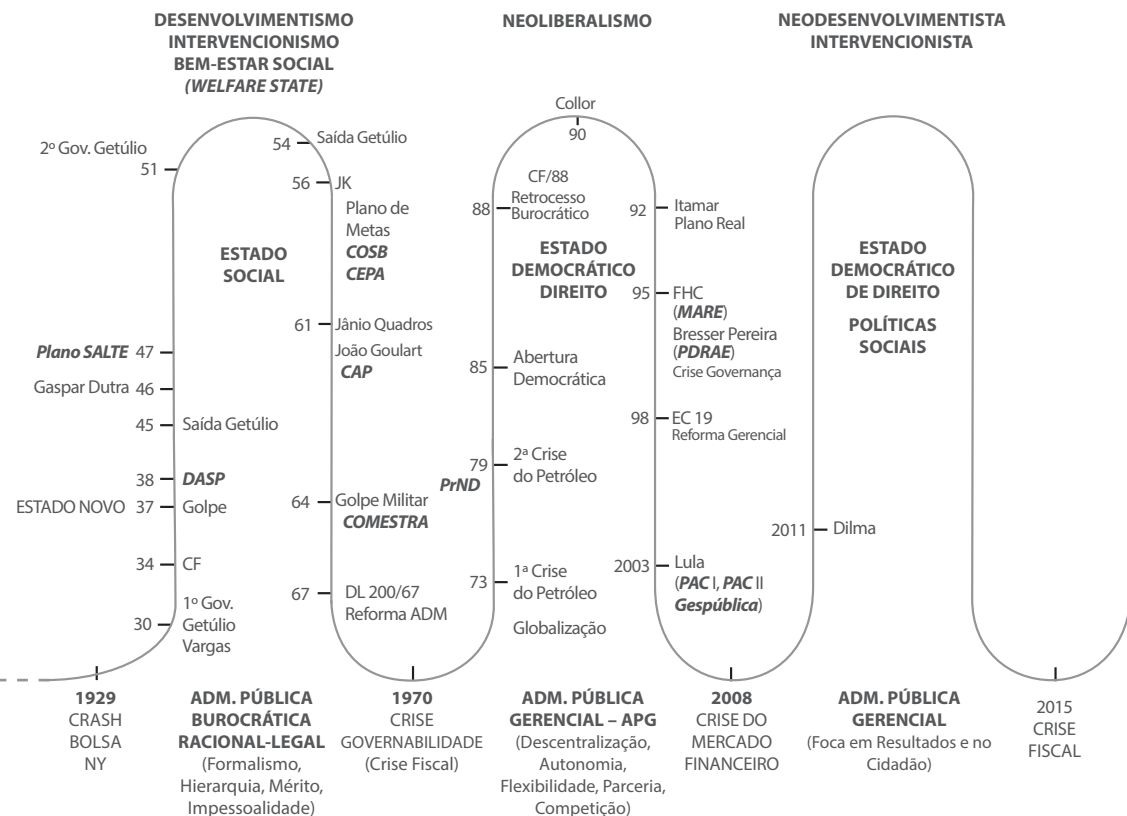 DESENVOLVIMENTISMO
INTERVENCIONISMO
BEM-ESTAR SOCIAL
(WELFARE STATE)
NEOLIBERALISMO
NEODESENVOLVIMENTISTA
INTERVENCIONISTA
2º Gov. Getúlio
51
Plano SALTE 47
Gaspar Dutra 46
45 Saída Getúlio
38 DASP
ESTADO NOVO 37 Golpe
34 CF
30 1º Gov.
Getúlio
Vargas
ESTADO
SOCIAL
54 Saída Getúlio
56 JK
Plano de
Metas
COSB
CEPA
61 Jânio Quadros
João Goulart
CAP
64 Golpe Militar
COMESTRA
67 DL 200/67
Reforma ADM
Collor
90
CF/88
88 Retrocesso
Burocrático
ESTADO
DEMOCRÁTICO
DIREITO
85 Abertura
Democrática
79 2ª Crise
do Petróleo
PrND
73 1ª Crise
do Petróleo
Globalização
92 Itamar
Plano Real
95 FHC
(MARE)
Bresser Pereira
(PDRAE)
Crise Governança
98 EC 19
Reforma Gerencial
2003 Lula
(PAC I, PAC II
Gespública)
ESTADO
DEMOCRÁTICO
DE DIREITO
POLÍTICAS
SOCIAIS
2011 Dilma
1929
CRASH
BOLSA
NY
ADM. PÚBLICA
BUROCRÁTICA
RACIONAL-LEGAL
(Formalismo,
Hierarquia, Mérito,
Impessoalidade)
1970
CRISE
GOVERNABILIDADE
(Crise Fiscal)
ADM. PÚBLICA
GERENCIAL – APG
(Descentralização,
Autonomia,
Flexibilidade, Parceria,
Competição)
2008
CRISE DO
MERCADO
FINANCEIRO
ADM. PÚBLICA
GERENCIAL
(Foca em Resultados e no
Cidadão)
2015
CRISE
FISCAL